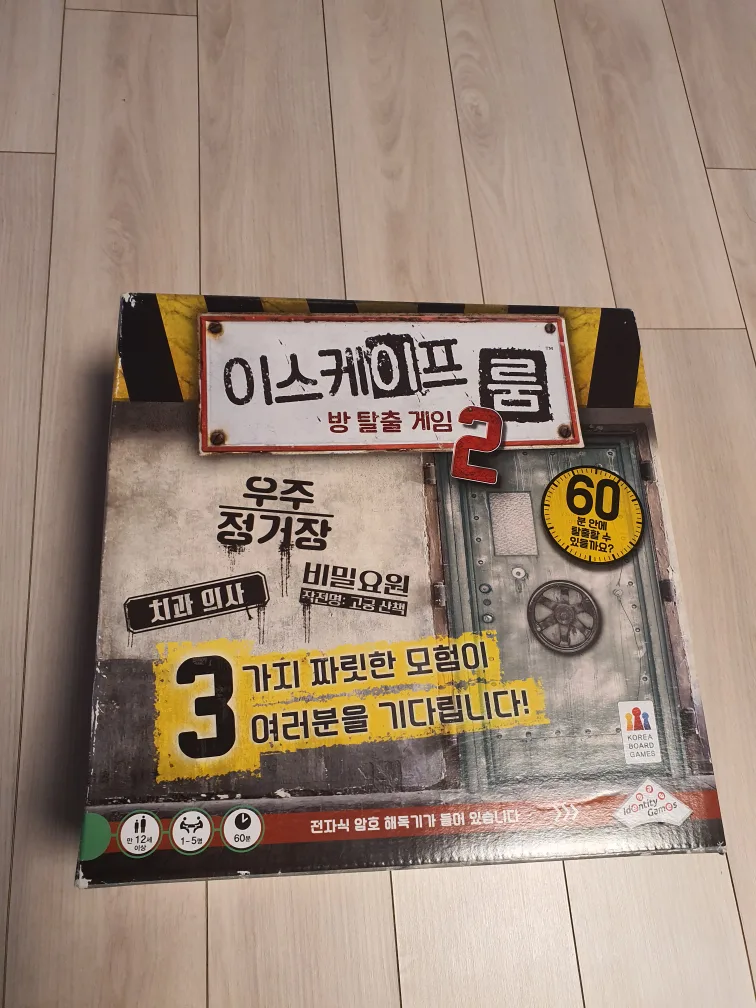 이스케이프 룸
TM
방 탈출 게임 2
60
분 안에
탈출할 수
있을까요?
우주
정거장
비밀요원
작전명: 고궁 산책
치과 의사
3가지 짜릿한 모험이
여러분을 기다립니다!
KOREA
BOARD
GAMES
identity
Games
만 12세
이상
1-5명
60분
전자식 암호 해독기가 들어 있습니다